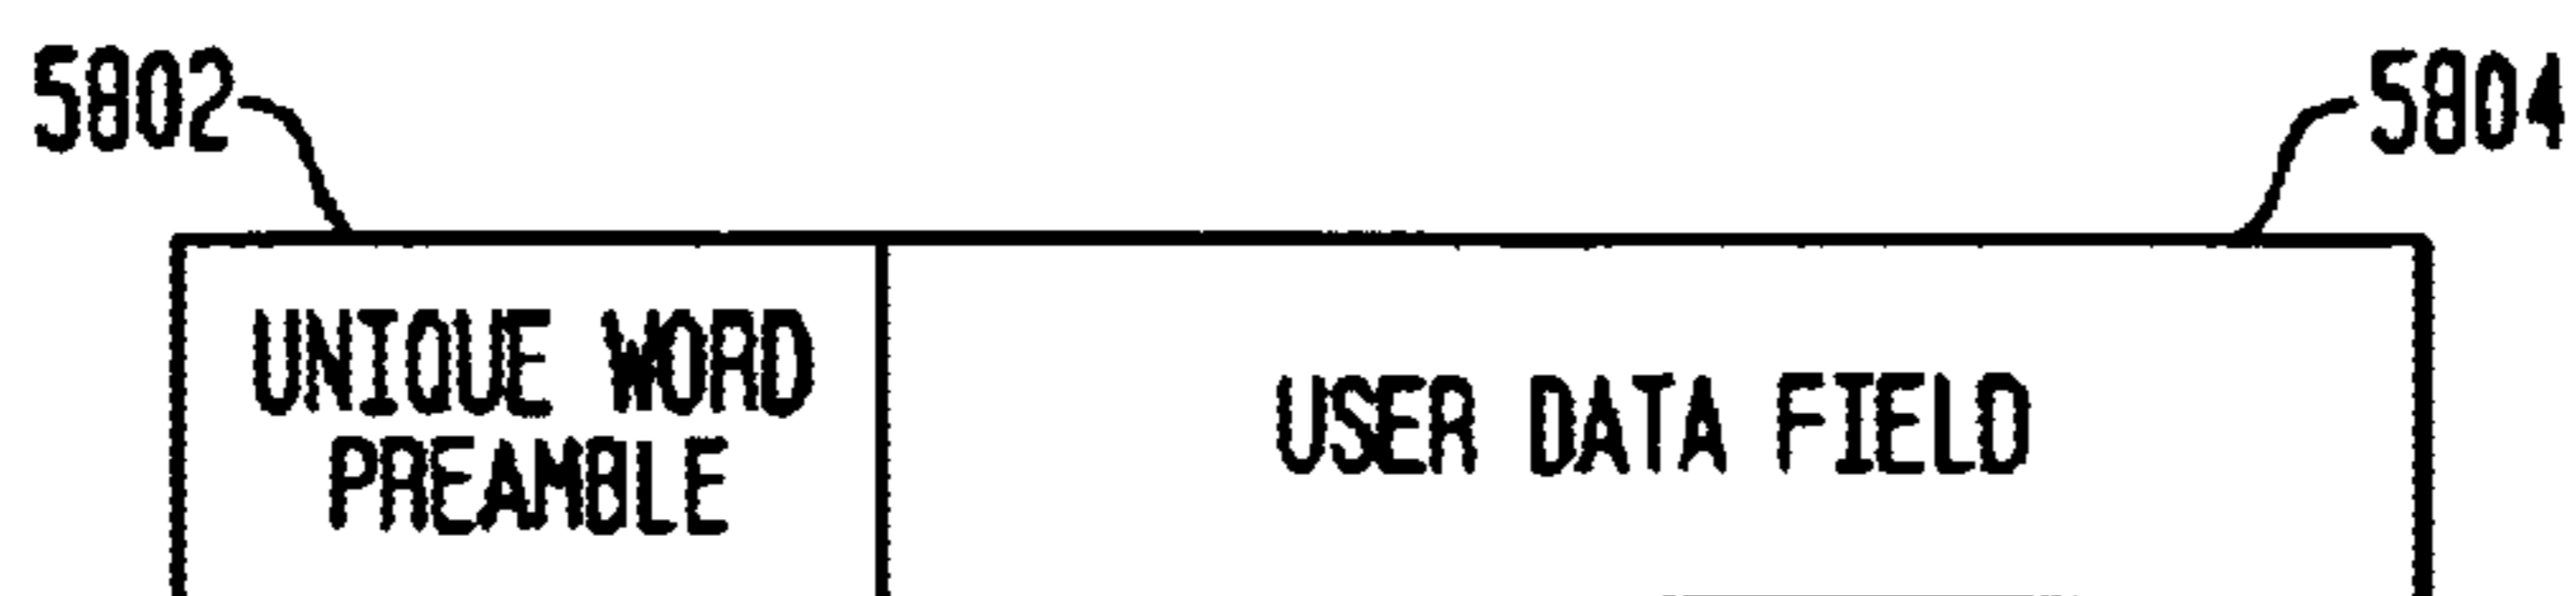 5802
5804
UNIQUE WORD
PREAMBLE
USER DATA FIELD